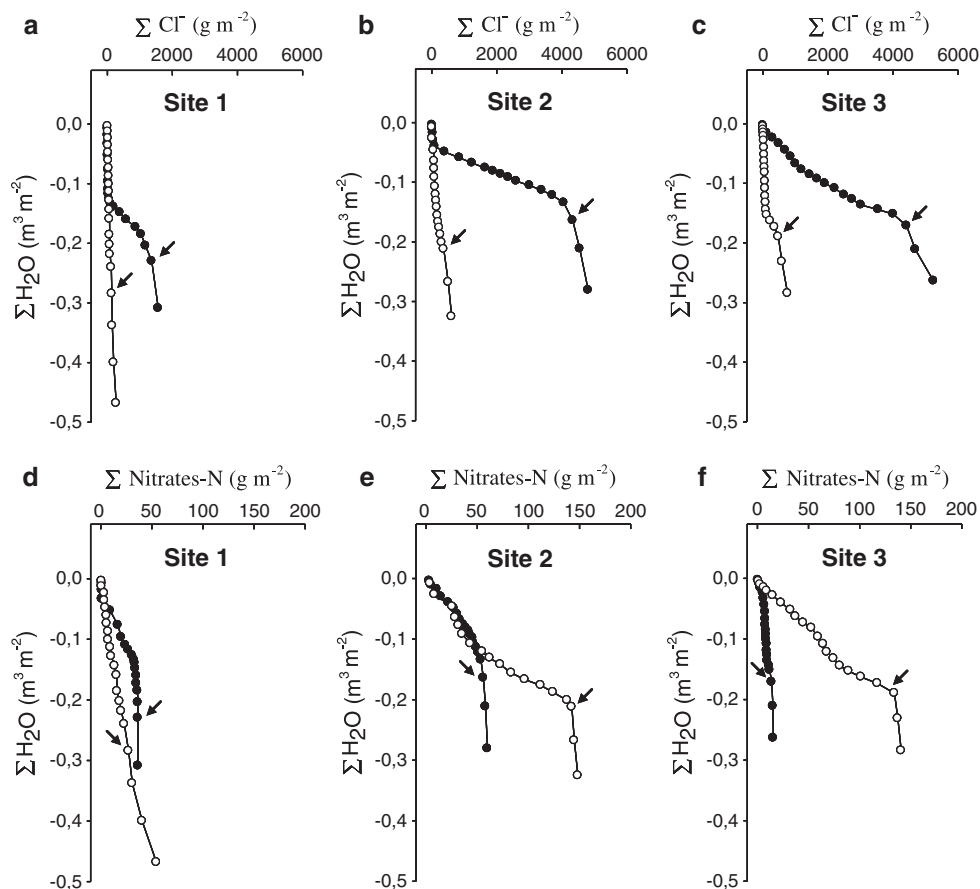 a ∑ Cl⁻ (g m⁻²)
0 2000 4000 6000
Site 1
0,0
-0,1
-0,2
-0,3
-0,4
-0,5
∑H₂O (m³ m⁻²)
b ∑ Cl⁻ (g m⁻²)
0 2000 4000 6000
Site 2
0,0
-0,1
-0,2
-0,3
-0,4
-0,5
∑H₂O (m³ m⁻²)
c ∑ Cl⁻ (g m⁻²)
0 2000 4000 6000
Site 3
0,0
-0,1
-0,2
-0,3
-0,4
-0,5
∑H₂O (m³ m⁻²)
d ∑ Nitrates-N (g m⁻²)
0 50 100 150 200
Site 1
0,0
-0,1
-0,2
-0,3
-0,4
-0,5
∑H₂O (m³ m⁻²)
e ∑ Nitrates-N (g m⁻²)
0 50 100 150 200
Site 2
0,0
-0,1
-0,2
-0,3
-0,4
-0,5
∑H₂O (m³ m⁻²)
f ∑ Nitrates-N (g m⁻²)
0 50 100 150 200
Site 3
0,0
-0,1
-0,2
-0,3
-0,4
-0,5
∑H₂O (m³ m⁻²)